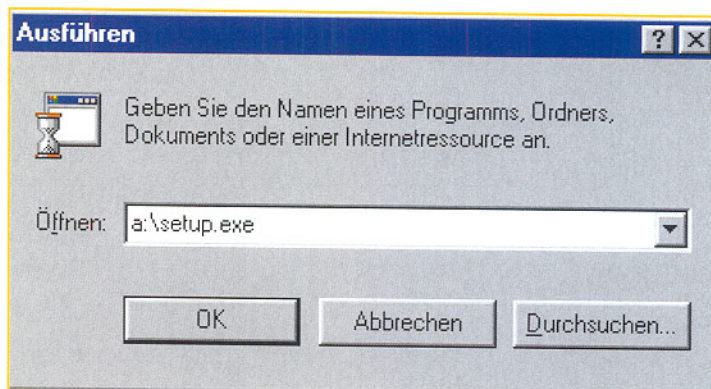 Ausführen
Geben Sie den Namen eines Programms, Ordners,
Dokuments oder einer Internetressource an.
Öffnen: a:\setup.exe
OK Abbrechen Durchsuchen...